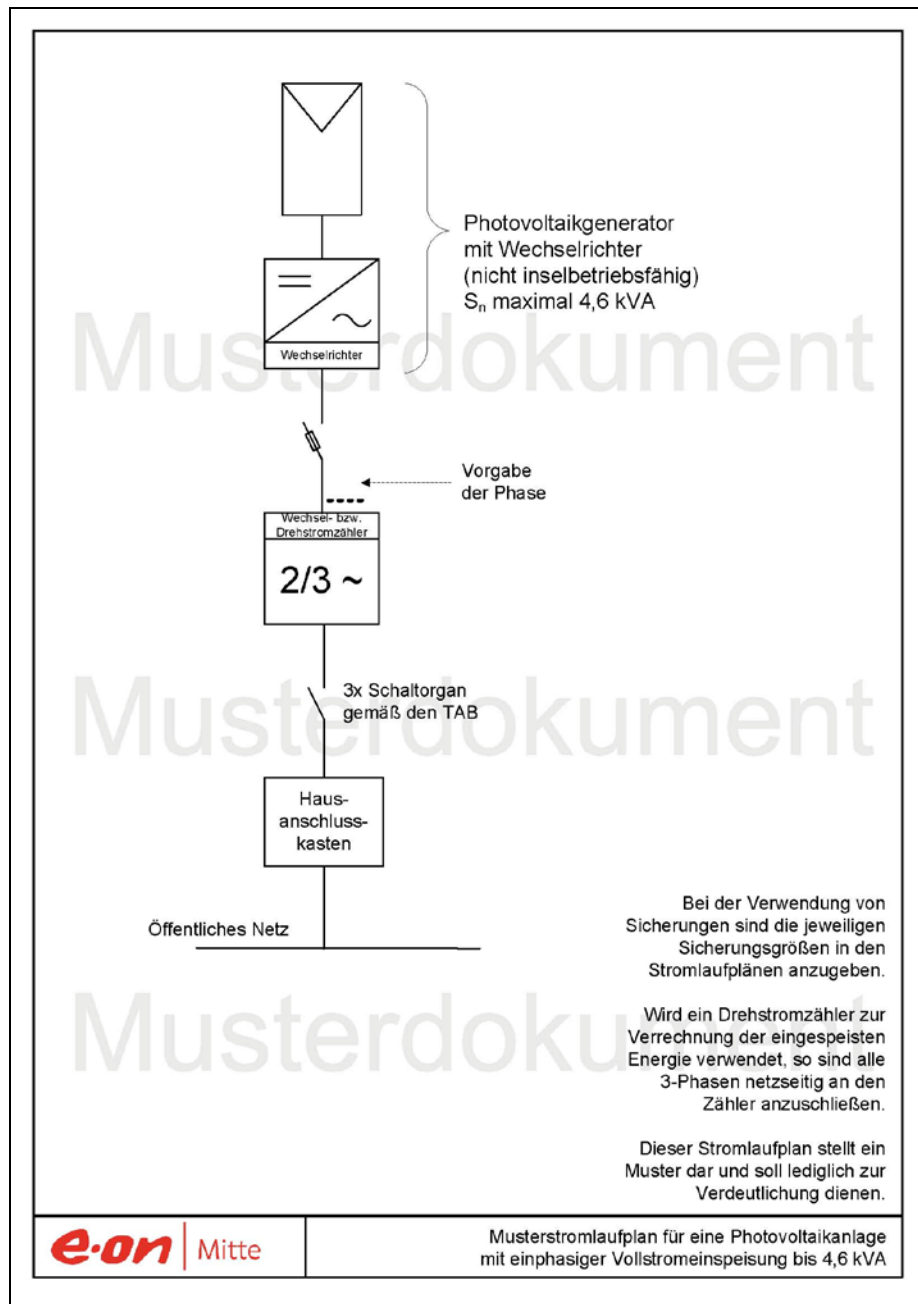 Photovoltaikgenerator
mit Wechselrichter
(nicht inselbetriebsfähig)
Sn maximal 4,6 kVA
Musterdokument
Wechselrichter
Vorgabe
der Phase
Wechsel- bzw.
Drehstromzähler
2/3 ~
3x Schaltorgan
gemäß den TAB
Musterdokument
Haus-
anschluss-
kasten
Öffentliches Netz
Bei der Verwendung von
Sicherungen sind die jeweiligen
Sicherungsgrößen in den
Stromlaufplänen anzugeben.
Musterdokument
Wird ein Drehstromzähler zur
Verrechnung der eingespeisten
Energie verwendet, so sind alle
3-Phasen netzseitig an den
Zähler anzuschließen.
Dieser Stromlaufplan stellt ein
Muster dar und soll lediglich zur
Verdeutlichung dienen.
e·on Mitte
Musterstromlaufplan für eine Photovoltaikanlage
mit einphasiger Vollstromeinspeisung bis 4,6 kVA